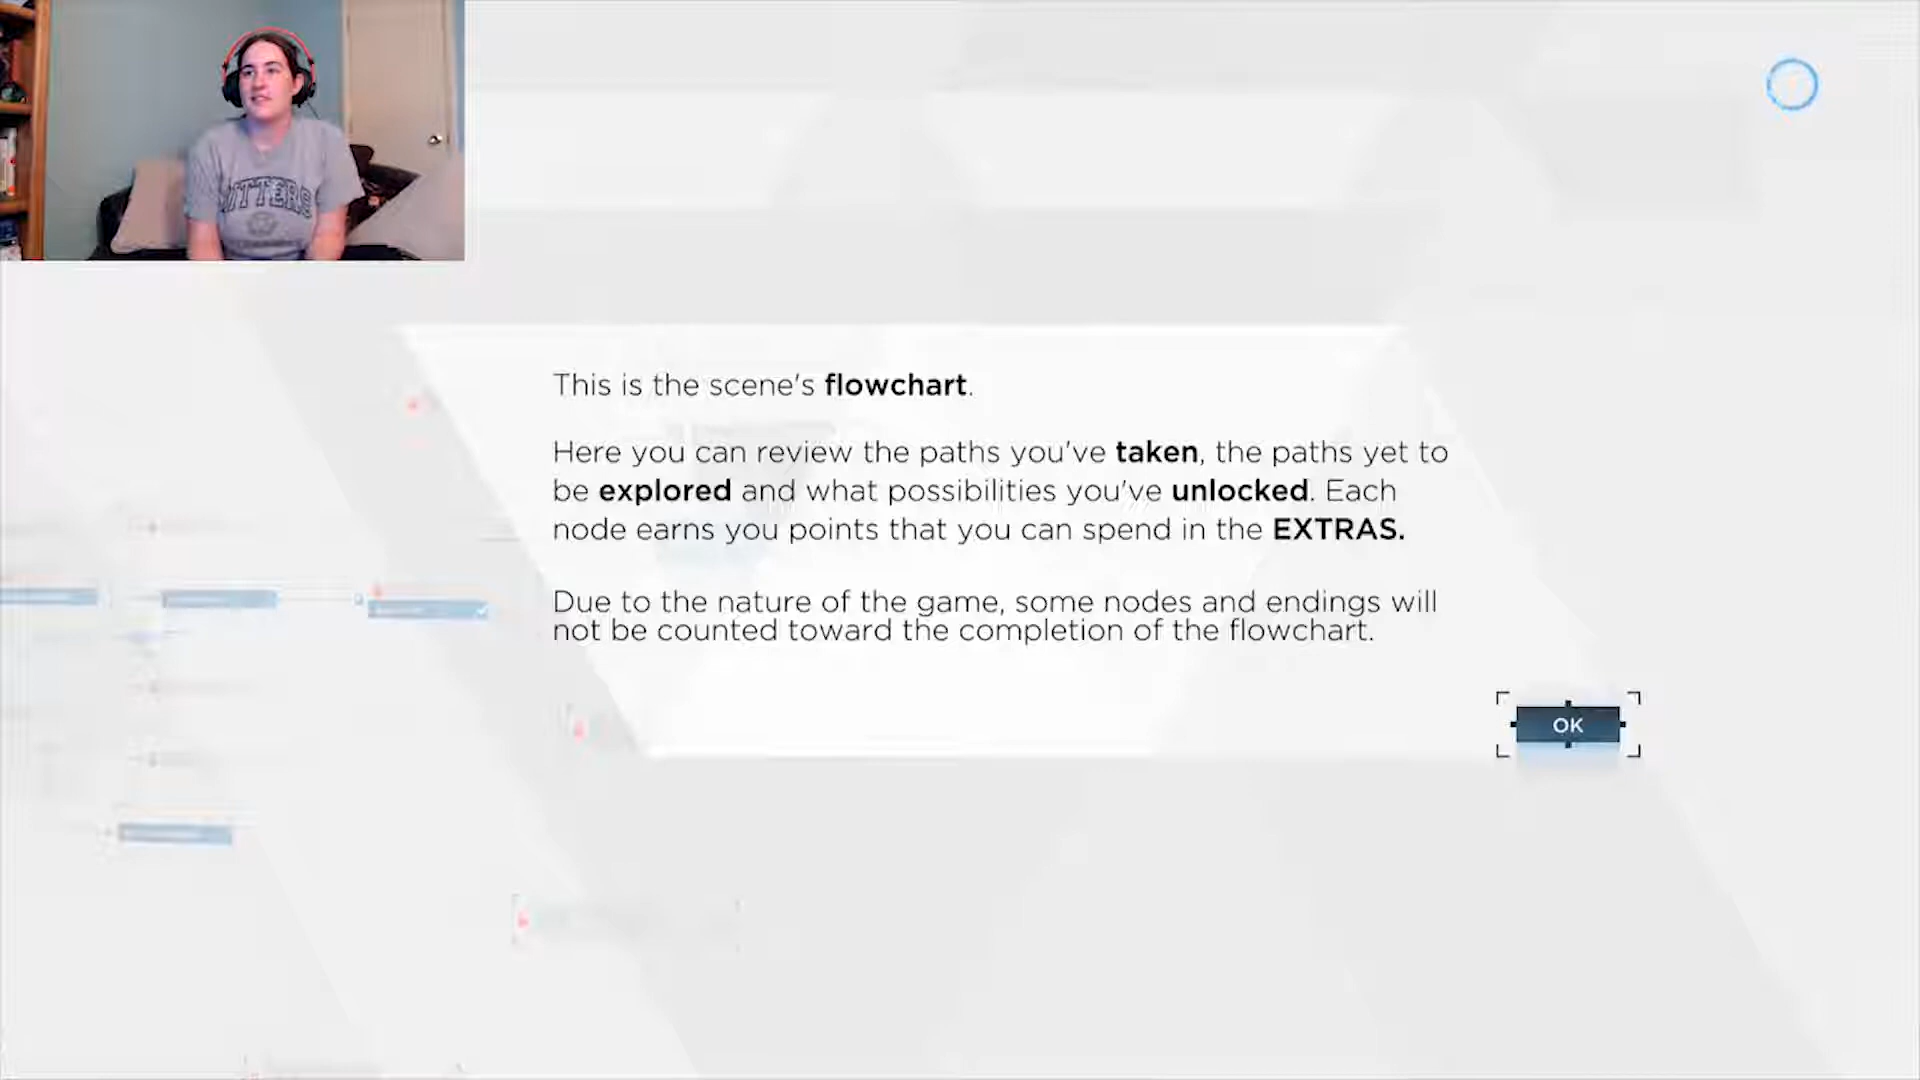 This is the scene's flowchart.
Here you can review the paths you've taken, the paths yet to
be explored and what possibilities you've unlocked. Each
node earns you points that you can spend in the EXTRAS.
Due to the nature of the game, some nodes and endings will
not be counted toward the completion of the flowchart.
OK